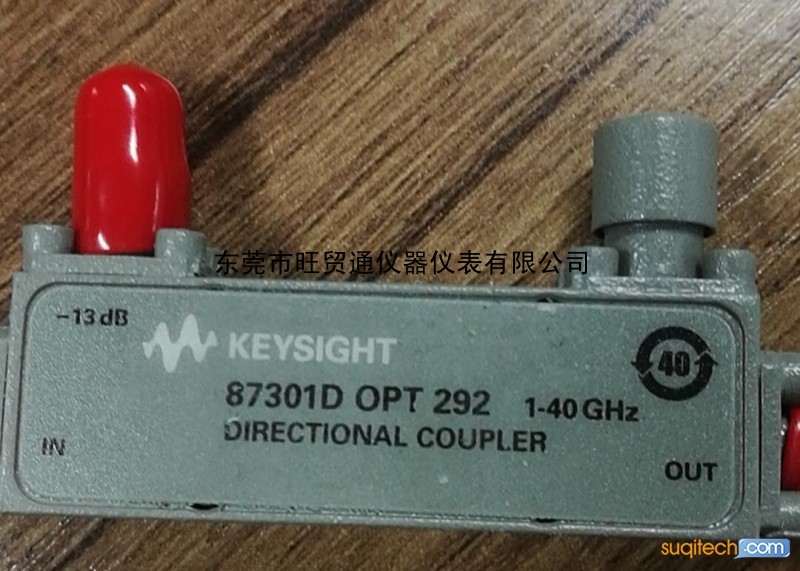 东莞市旺贸通仪器仪表有限公司
-13 dB
KEYSIGHT
40
87301D OPT 292 1-40 GHz
DIRECTIONAL COUPLER
IN
OUT
suqitech.com